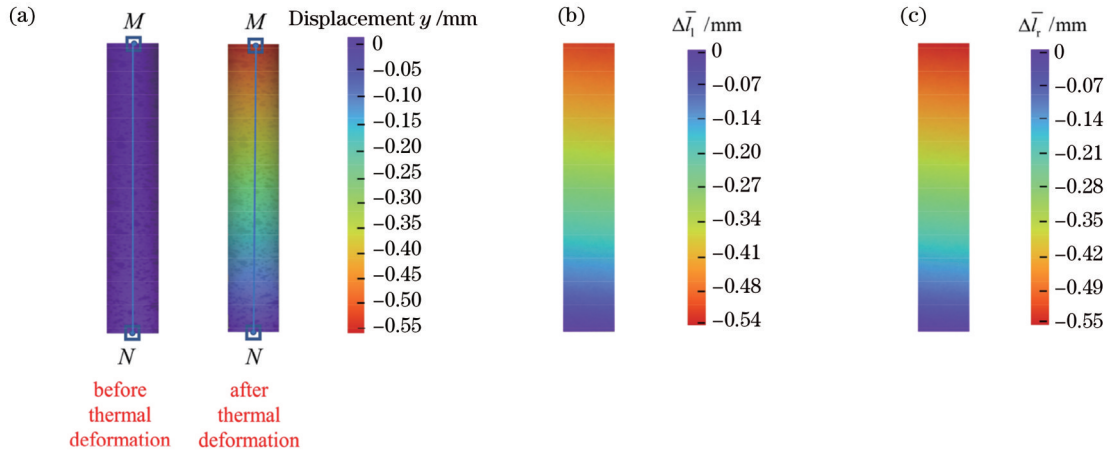 (a)
M
M
N
N
before
thermal
deformation
after
thermal
deformation
Displacement y /mm
0
−0.05
−0.10
−0.15
−0.20
−0.25
−0.30
−0.35
−0.40
−0.45
−0.50
−0.55
(b)
Δl̅ₗ /mm
0
−0.07
−0.14
−0.20
−0.27
−0.34
−0.41
−0.48
−0.54
(c)
Δl̅ᵣ /mm
0
−0.07
−0.14
−0.20
−0.28
−0.35
−0.42
−0.49
−0.55